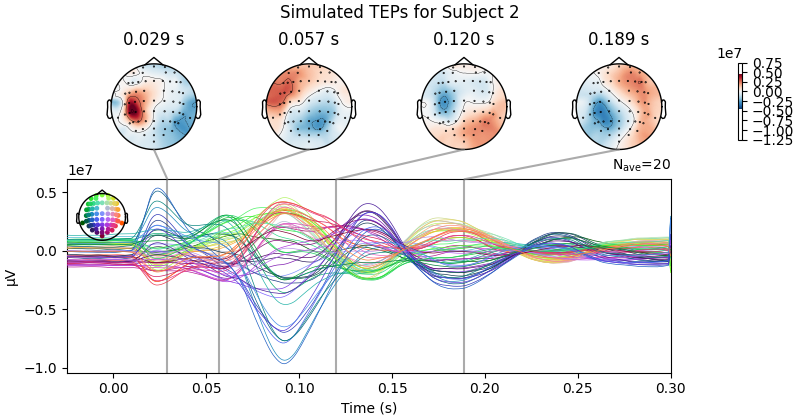 Simulated TEPs for Subject 2
0.029 s 0.057 s 0.120 s 0.189 s
1e7
0.75
0.50
0.25
0.00
−0.25
−0.50
−0.75
−1.00
−1.25
Nave=20
1e7
0.5
0.0
−0.5
−1.0
µV
0.00 0.05 0.10 0.15 0.20 0.25 0.30
Time (s)